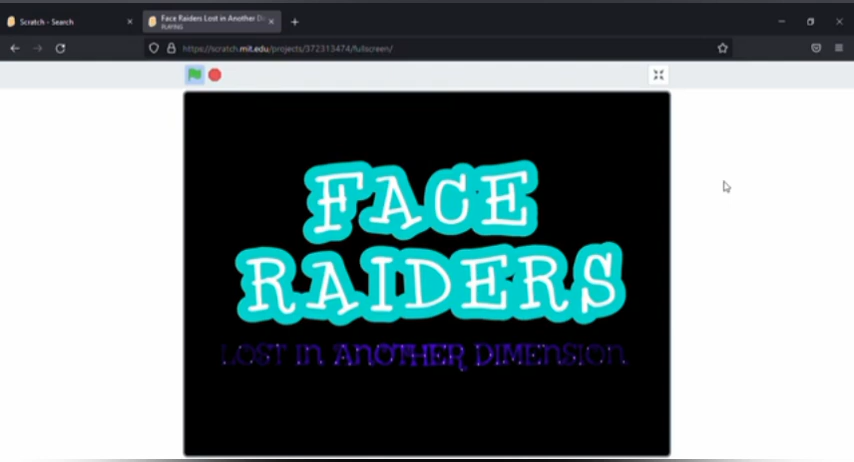 Scratch - Search
Face Raiders Lost in Another Di
PLAYING
https://scratch.mit.edu/projects/372313474/fullscreen/
FACE
RAIDERS
LOST in ANOTHER DIMENSION